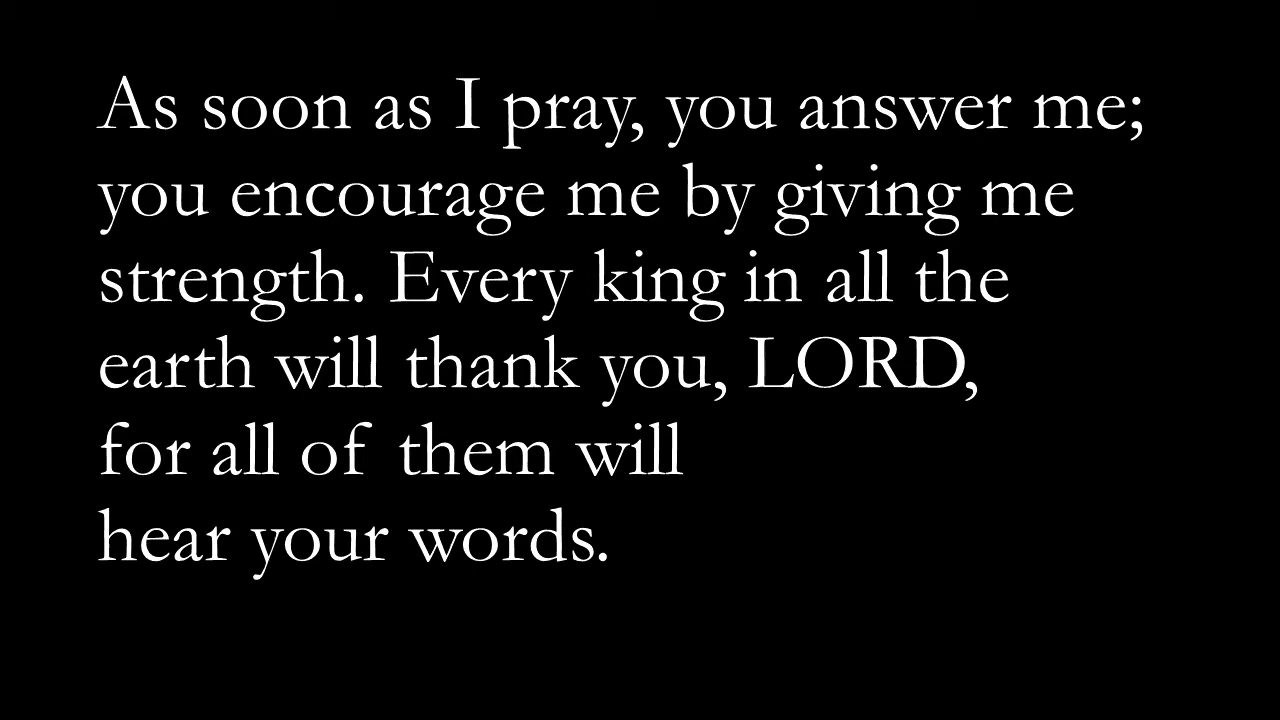 As soon as I pray, you answer me;
you encourage me by giving me
strength. Every king in all the
earth will thank you, LORD,
for all of them will
hear your words.